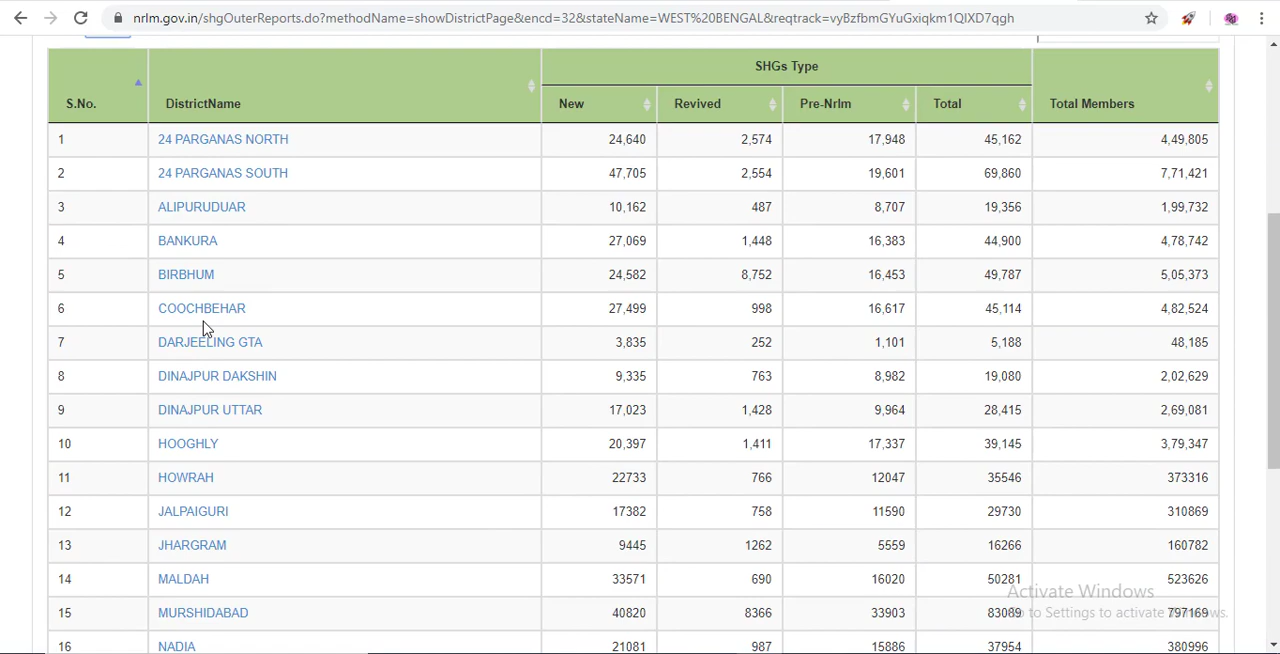 nrlm.gov.in/shgOuterReports.do?methodName=showDistrictPage&encd=32&stateName=WEST%20BENGAL&reqtrack=vyBzfbmGYuGxiqkm1QIXD7qgh
SHGs Type
S.No. DistrictName New Revived Pre-Nrlm Total Total Members
1 24 PARGANAS NORTH 24,640 2,574 17,948 45,162 4,49,805
2 24 PARGANAS SOUTH 47,705 2,554 19,601 69,860 7,71,421
3 ALIPURUDUAR 10,162 487 8,707 19,356 1,99,732
4 BANKURA 27,069 1,448 16,383 44,900 4,78,742
5 BIRBHUM 24,582 8,752 16,453 49,787 5,05,373
6 COOCHBEHAR 27,499 998 16,617 45,114 4,82,524
7 DARJEELING GTA 3,835 252 1,101 5,188 48,185
8 DINAJPUR DAKSHIN 9,335 763 8,982 19,080 2,02,629
9 DINAJPUR UTTAR 17,023 1,428 9,964 28,415 2,69,081
10 HOOGHLY 20,397 1,411 17,337 39,145 3,79,347
11 HOWRAH 22733 766 12047 35546 373316
12 JALPAIGURI 17382 758 11590 29730 310869
13 JHARGRAM 9445 1262 5559 16266 160782
14 MALDAH 33571 690 16020 50281 523626
Activate Windows
15 MURSHIDABAD 40820 8366 33903 83089 797169
Go to Settings to activate Windows.
16 NADIA 21081 987 15886 37954 380996